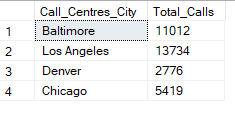 Call_Centres_City Total_Calls
1 Baltimore 11012
2 Los Angeles 13734
3 Denver 2776
4 Chicago 5419